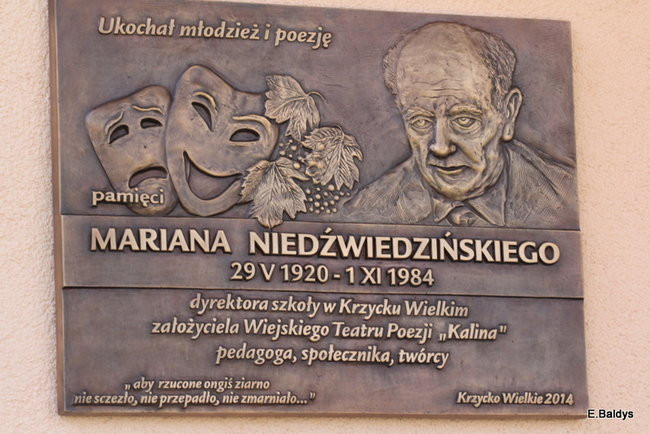 Ukochał młodzież i poezję
pamięci
MARIANA NIEDŹWIEDZIŃSKIEGO
29 V 1920 - 1 XI 1984
dyrektora szkoły w Krzycku Wielkim
założyciela Wiejskiego Teatru Poezji „Kalina"
pedagoga, społecznika, twórcy
„aby rzucone ongiś ziarno
nie sczezło, nie przepadło, nie zmarniało..."
Krzycko Wielkie 2014
E.Baldys